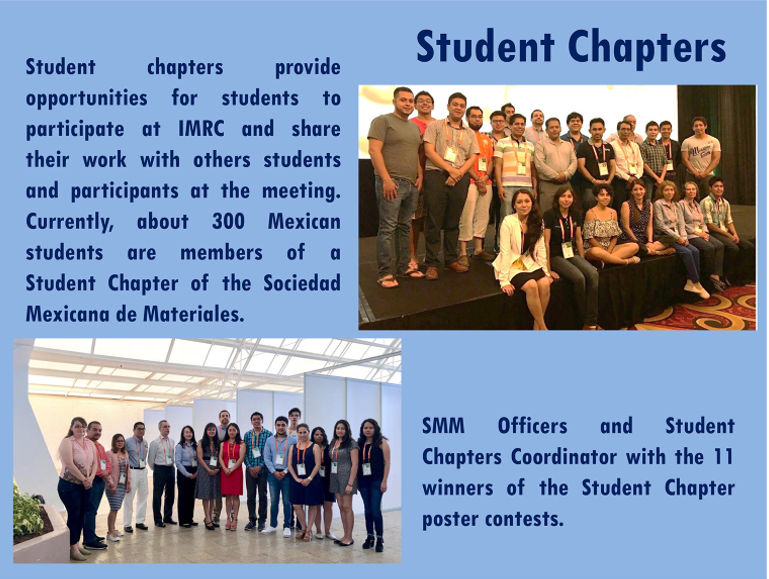 Student Chapters
Student chapters provide
opportunities for students to
participate at IMRC and share
their work with others students
and participants at the meeting.
Currently, about 300 Mexican
students are members of a
Student Chapter of the Sociedad
Mexicana de Materiales.
SMM Officers and Student
Chapters Coordinator with the 11
winners of the Student Chapter
poster contests.